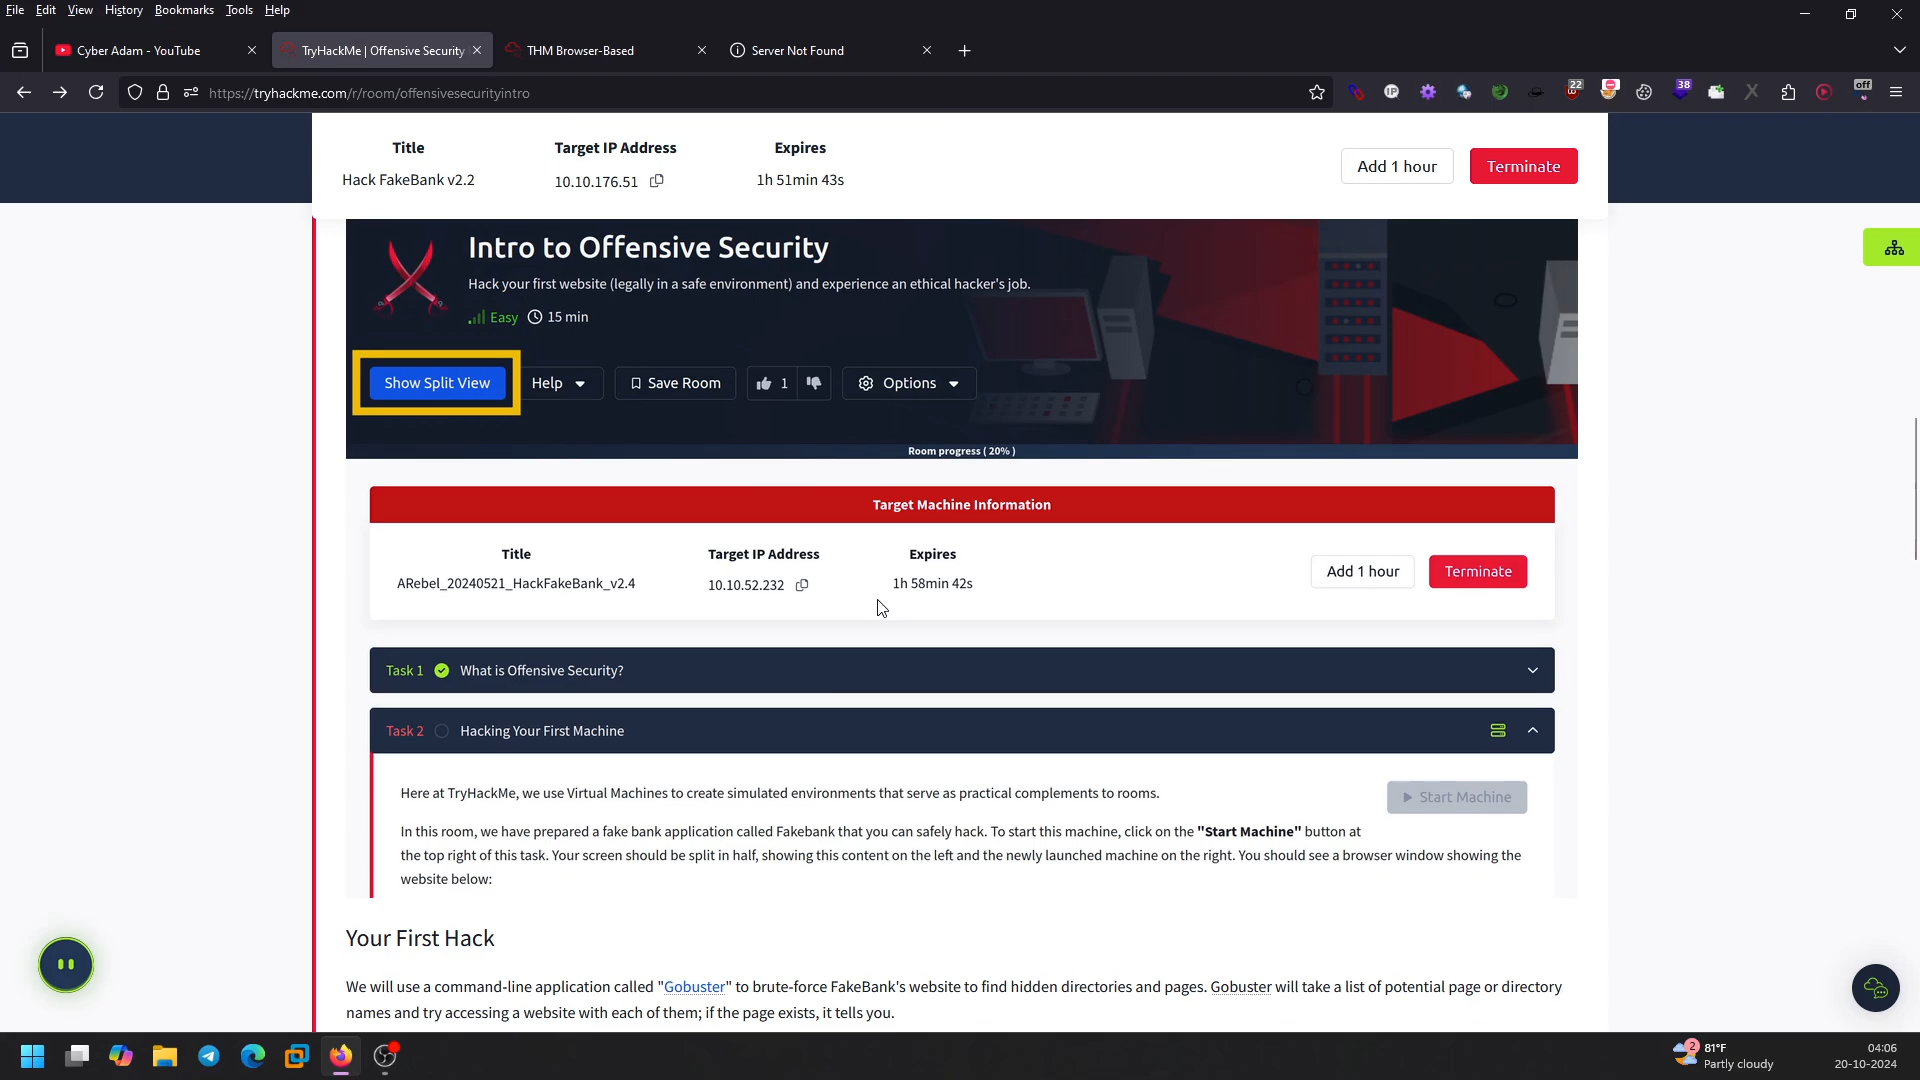 File Edit View History Bookmarks Tools Help
Cyber Adam - YouTube
TryHackMe | Offensive Security
THM Browser-Based
Server Not Found
https://tryhackme.com/r/room/offensivesecurityintro
22
38
off
Title Target IP Address Expires
Hack FakeBank v2.2 10.10.176.51 1h 51min 43s
Add 1 hour Terminate
Intro to Offensive Security
Hack your first website (legally in a safe environment) and experience an ethical hacker's job.
Easy 15 min
Show Split View Help Save Room 1 Options
Room progress ( 20% )
Target Machine Information
Title Target IP Address Expires
ARebel_20240521_HackFakeBank_v2.4 10.10.52.232 1h 58min 42s
Add 1 hour Terminate
Task 1 What is Offensive Security?
Task 2 Hacking Your First Machine
Here at TryHackMe, we use Virtual Machines to create simulated environments that serve as practical complements to rooms.
Start Machine
In this room, we have prepared a fake bank application called Fakebank that you can safely hack. To start this machine, click on the "Start Machine" button at
the top right of this task. Your screen should be split in half, showing this content on the left and the newly launched machine on the right. You should see a browser window showing the
website below:
Your First Hack
We will use a command-line application called "Gobuster" to brute-force FakeBank's website to find hidden directories and pages. Gobuster will take a list of potential page or directory
names and try accessing a website with each of them; if the page exists, it tells you.
2
81°F
Partly cloudy
04:06
20-10-2024